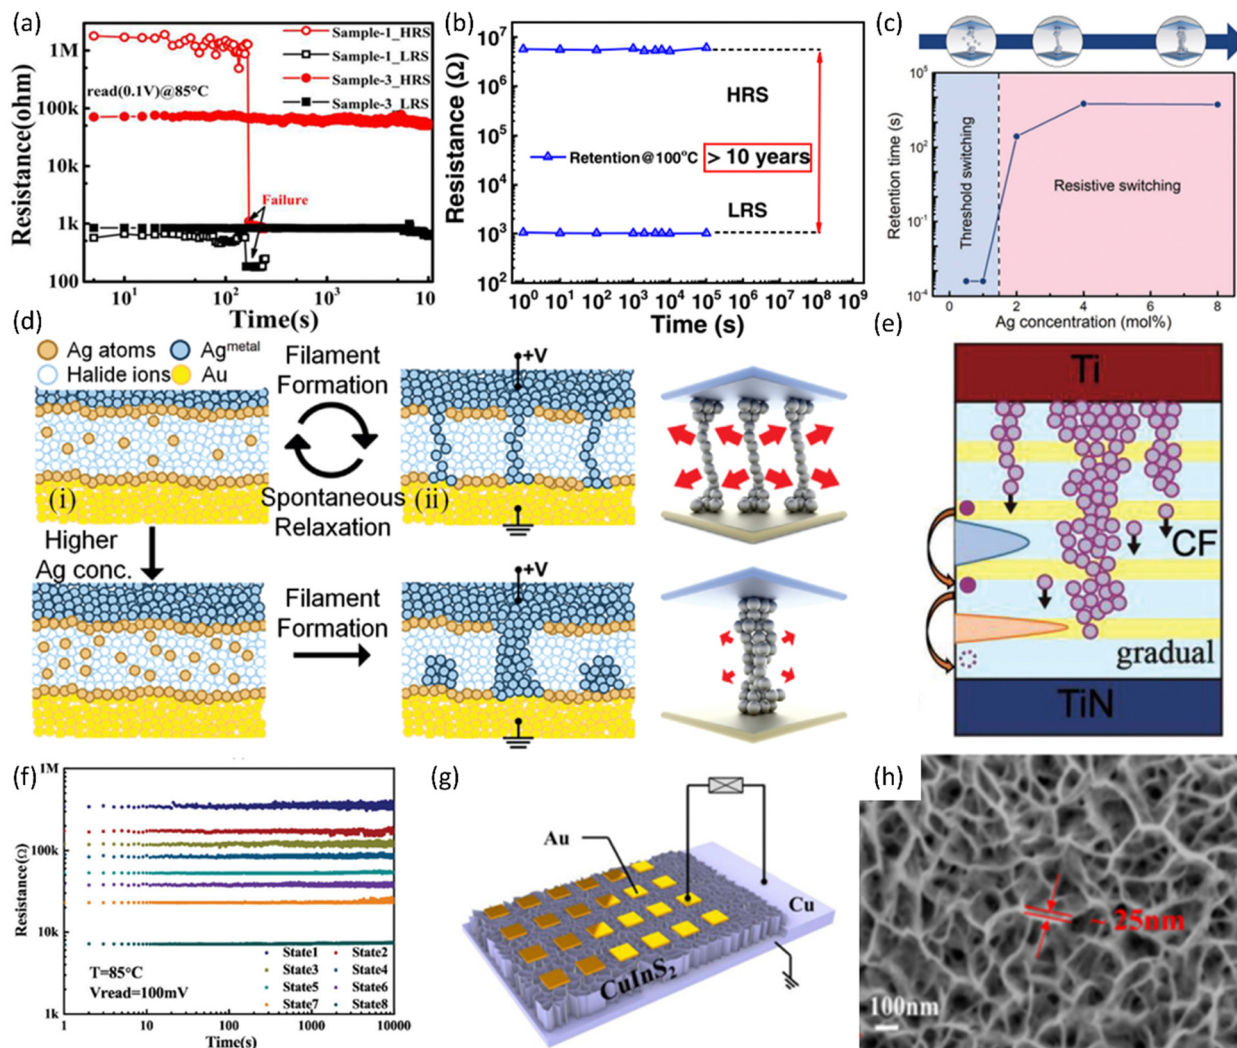 (a)
Sample-1_HRS
Sample-1_LRS
Sample-3_HRS
Sample-3_LRS
read(0.1V)@85°C
Failure
1M
100k
10k
1k
100
Resistance(ohm)
10¹ 10² 10³ 10
Time(s)
(b)
10⁷
10⁶
10⁵
10⁴
10³
10²
Resistance (Ω)
HRS
Retention@100°C
> 10 years
LRS
10⁰ 10¹ 10² 10³ 10⁴ 10⁵ 10⁶ 10⁷ 10⁸ 10⁹
Time (s)
(c)
10⁵
10²
10⁻¹
10⁻⁴
Retention time (s)
Threshold switching
Resistive switching
0 2 4 6 8
Ag concentration (mol%)
(d)
Ag atoms
Agᵐᵉᵗᵃˡ
Halide ions
Au
Filament
Formation
Spontaneous
Relaxation
(i)
(ii)
+V
Higher
Ag conc.
Filament
Formation
+V
(e)
Ti
CF
gradual
TiN
(f)
1M
100k
10k
1k
Resistance(Ω)
T=85°C
Vread=100mV
State1
State2
State3
State4
State5
State6
State7
State8
1 10 100 1000 10000
Time(s)
(g)
Au
Cu
CuInS₂
(h)
~ 25nm
100nm